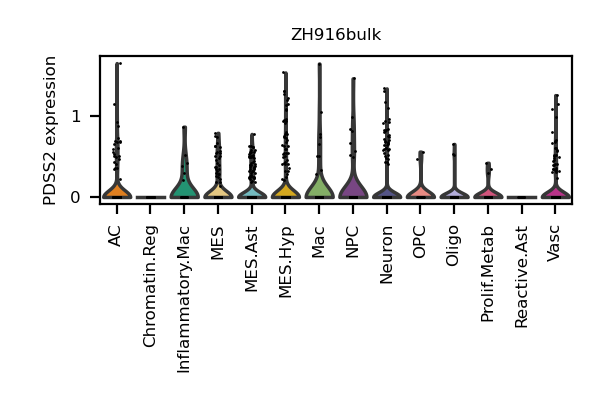 ZH916bulk
PDSS2 expression
1
0
AC
Chromatin.Reg
Inflammatory.Mac
MES
MES.Ast
MES.Hyp
Mac
NPC
Neuron
OPC
Oligo
Prolif.Metab
Reactive.Ast
Vasc